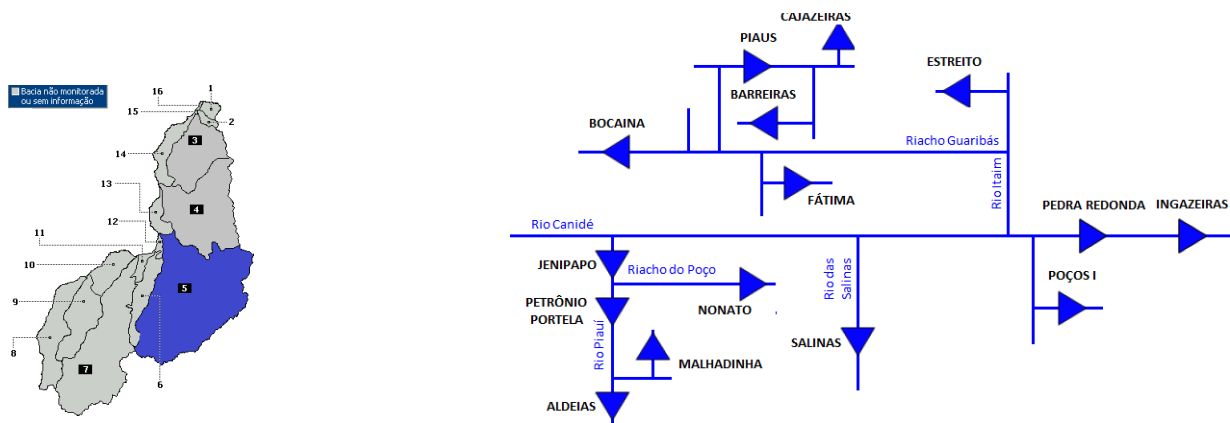 Bacia não monitorada
ou sem informação
16
1
15
2
3
14
13
4
12
11
10
5
9
8
7
6
CAJAZEIRAS
PIAUS
ESTREITO
BARREIRAS
BOCAINA
Riacho Guaribás
FÁTIMA
Rio Itaim
PEDRA REDONDA
INGAZEIRAS
Rio Canidé
JENIPAPO
Riacho do Poço
Rio das
Salinas
POÇOS I
PETRÔNIO
PORTELA
NONATO
Rio Piauí
MALHADINHA
SALINAS
ALDEIAS